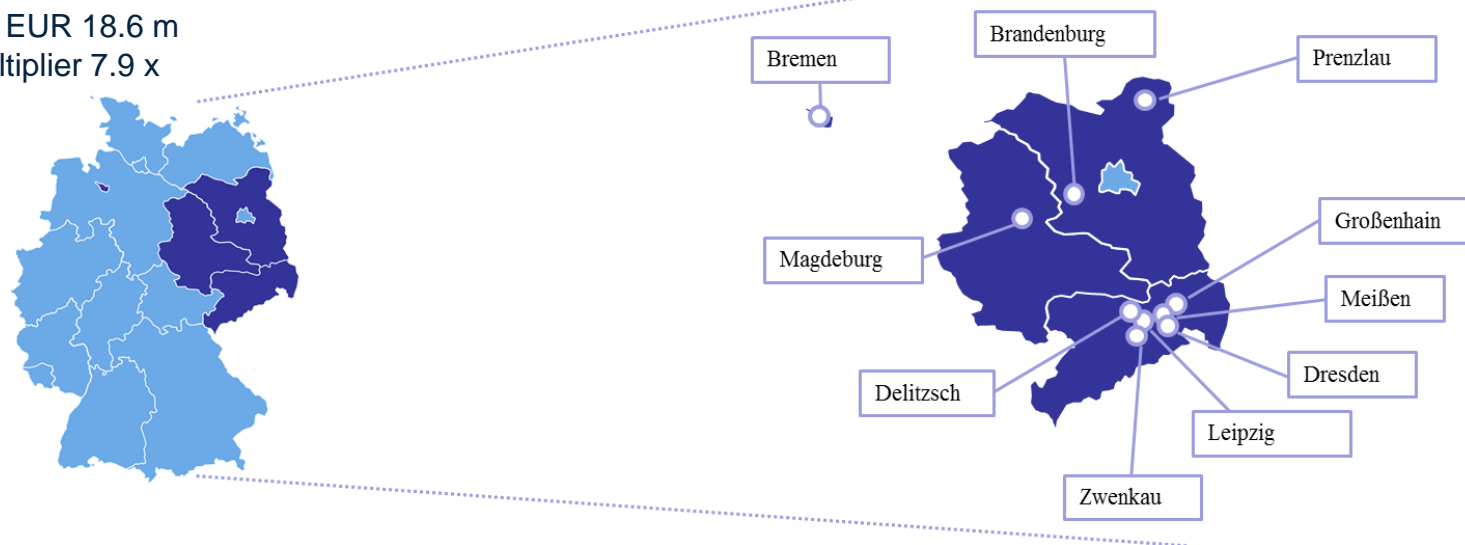 EUR 18.6 m
ltiplier 7.9 x
Bremen
Brandenburg
Prenzlau
Großenhain
Magdeburg
Meißen
Dresden
Delitzsch
Leipzig
Zwenkau